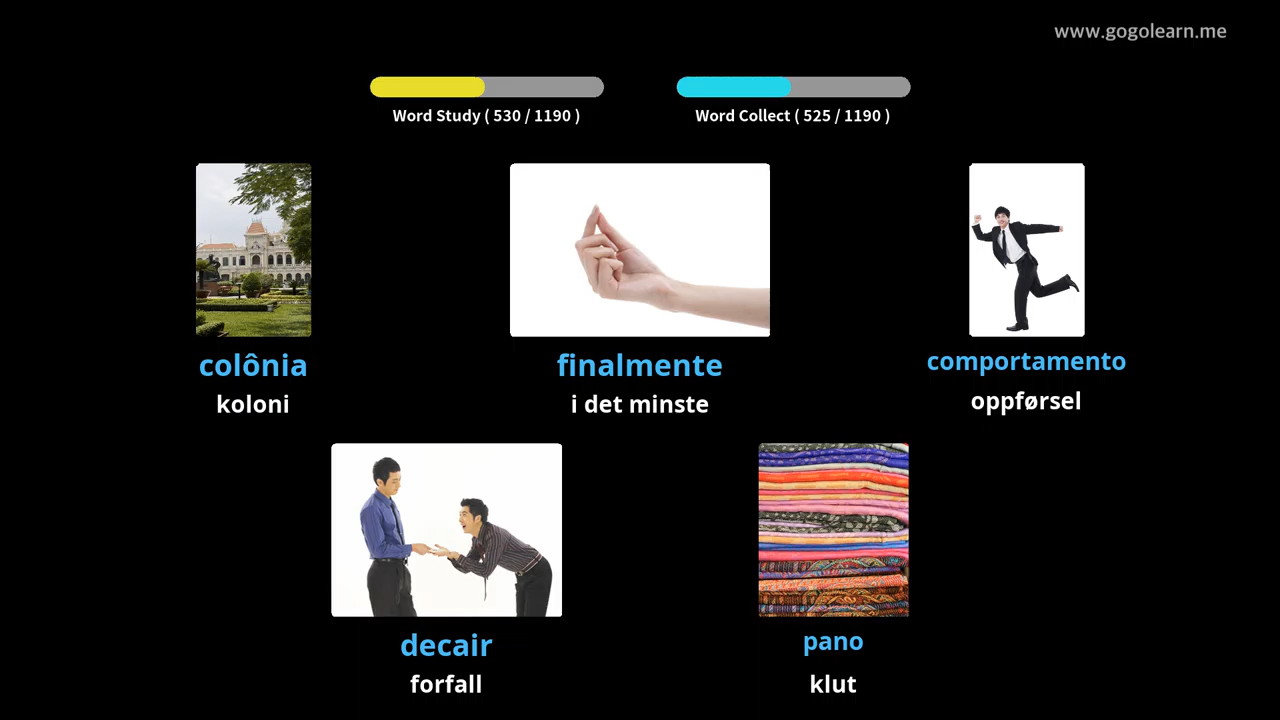 www.gogolearn.me
Word Study ( 530 / 1190 )
Word Collect ( 525 / 1190 )
colônia
koloni
finalmente
i det minste
comportamento
oppførsel
decair
forfall
pano
klut